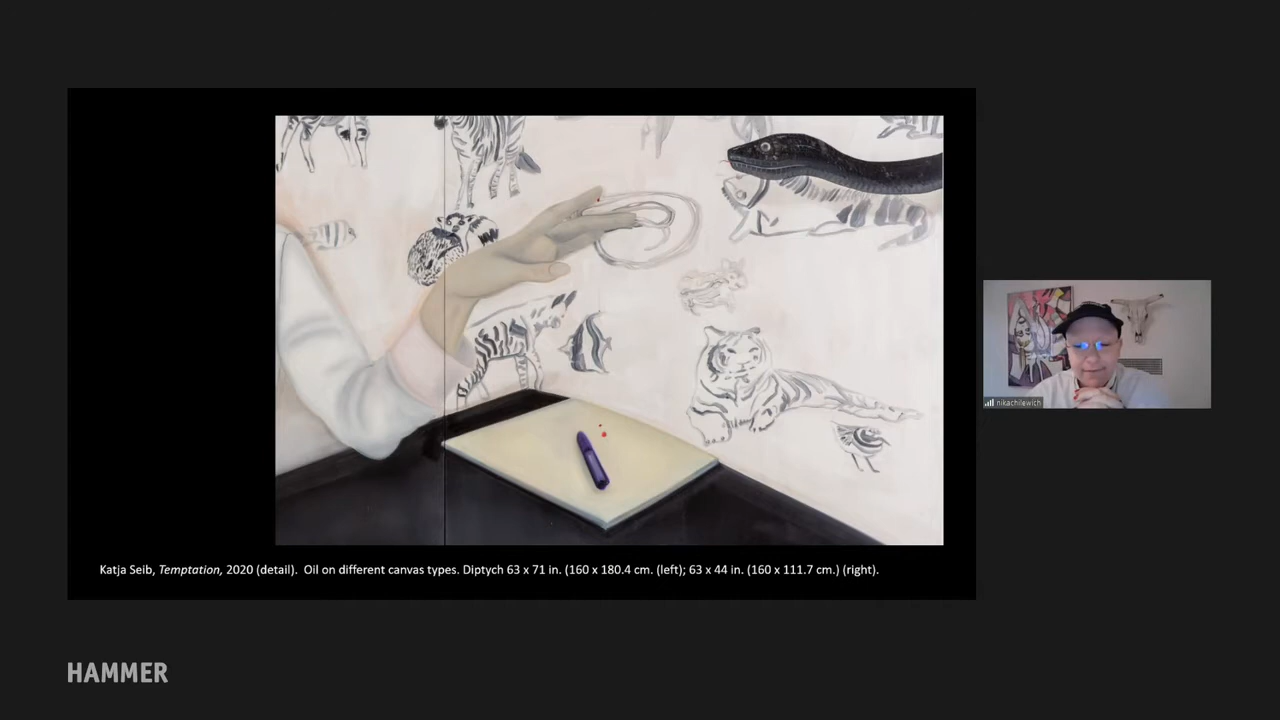 nikachilewich
Katja Seib, Temptation, 2020 (detail). Oil on different canvas types. Diptych 63 x 71 in. (160 x 180.4 cm. (left); 63 x 44 in. (160 x 111.7 cm.) (right).
HAMMER